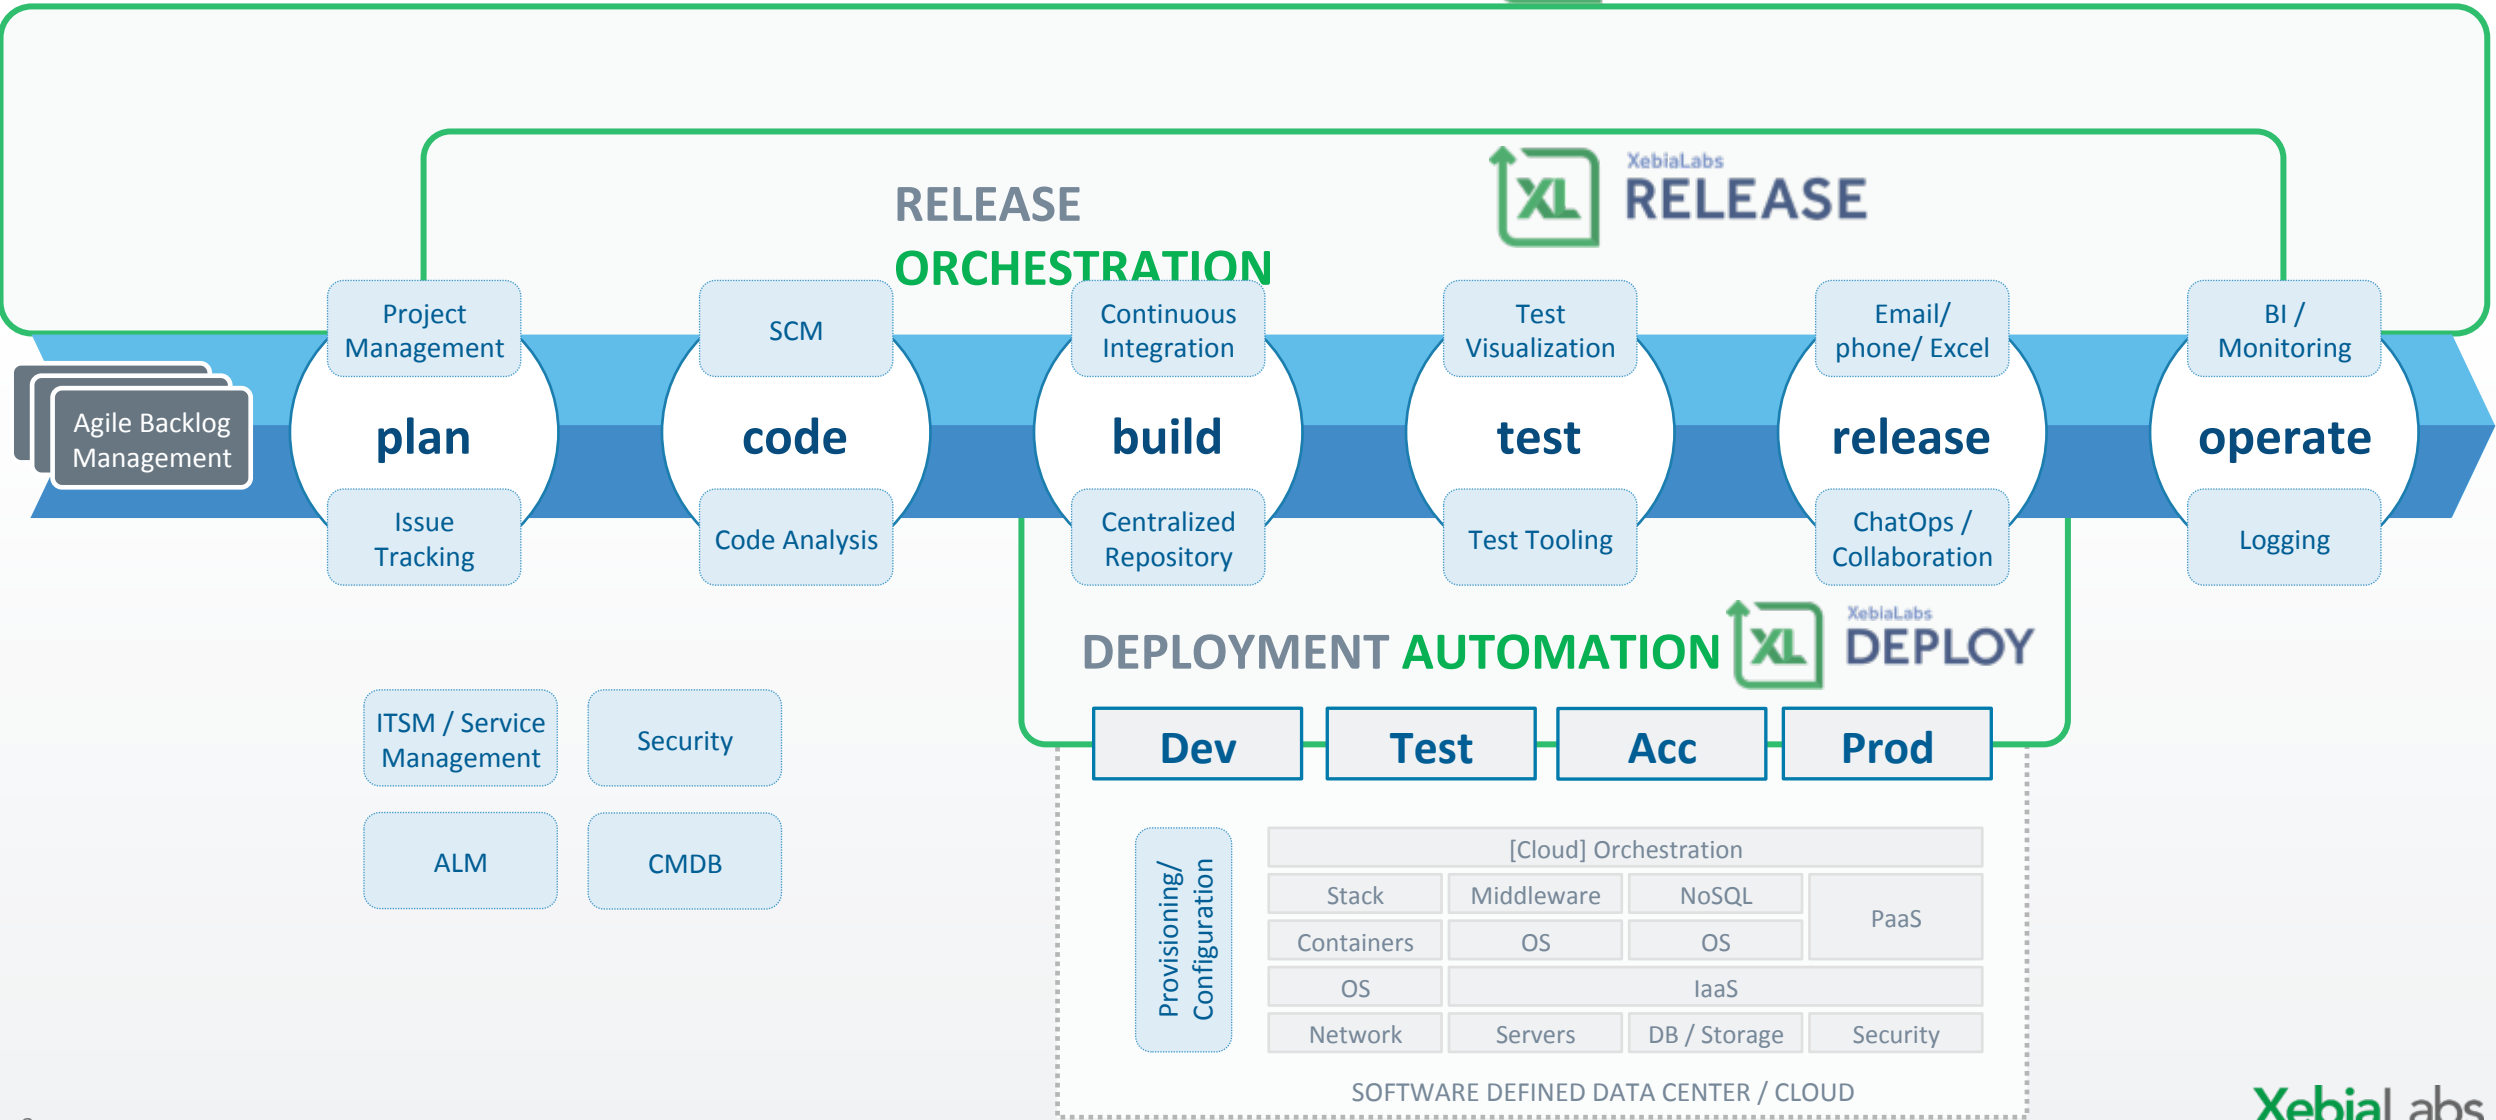 XebiaLabs
RELEASE
XL
RELEASE
ORCHESTRATION
Project
Management
SCM
Continuous
Integration
Test
Visualization
Email/
phone/ Excel
BI /
Monitoring
Agile Backlog
Management
plan
code
build
test
release
operate
Issue
Tracking
Code Analysis
Centralized
Repository
Test Tooling
ChatOps /
Collaboration
Logging
DEPLOYMENT AUTOMATION
XL
XebiaLabs
DEPLOY
ITSM / Service
Management
Security
ALM
CMDB
Dev
Test
Acc
Prod
Provisioning/
Configuration
[Cloud] Orchestration
Stack
Middleware
NoSQL
PaaS
Containers
OS
OS
OS
IaaS
Network
Servers
DB / Storage
Security
SOFTWARE DEFINED DATA CENTER / CLOUD
XebiaLabs